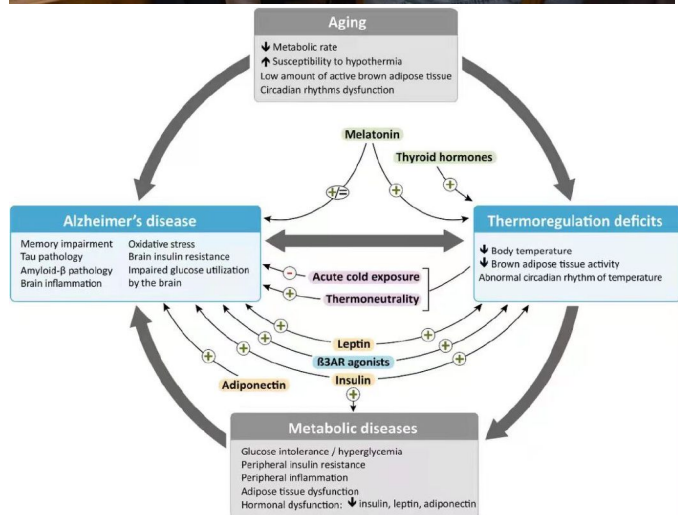 Aging
↓ Metabolic rate
↑ Susceptibility to hypothermia
Low amount of active brown adipose tissue
Circadian rhythms dysfunction
Melatonin
Thyroid hormones
+
+/=
+
Alzheimer's disease
Memory impairment
Tau pathology
Amyloid-β pathology
Brain inflammation
Oxidative stress
Brain insulin resistance
Impaired glucose utilization
by the brain
Thermoregulation deficits
↓ Body temperature
↓ Brown adipose tissue activity
Abnormal circadian rhythm of temperature
- Acute cold exposure
+ Thermoneutrality
+ Leptin +
+ ß3AR agonists +
+ Insulin +
+ Adiponectin
+
Metabolic diseases
Glucose intolerance / hyperglycemia
Peripheral insulin resistance
Peripheral inflammation
Adipose tissue dysfunction
Hormonal dysfunction: ↓ insulin, leptin, adiponectin